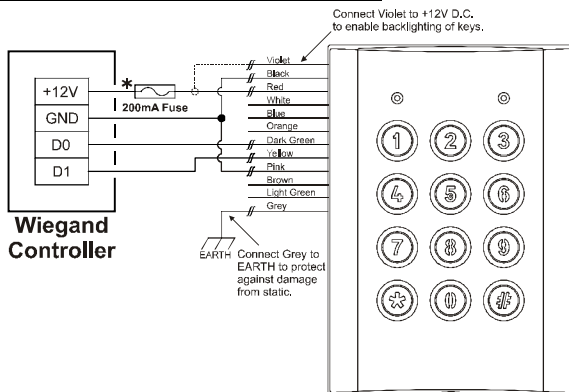 Connect Violet to +12V D.C.
to enable backlighting of keys.
Violet
Black
Red
White
Blue
Orange
Dark Green
Yellow
Pink
Brown
Light Green
Grey
+12V
GND
D0
D1
*
200mA Fuse
Wiegand
Controller
EARTH
Connect Grey to
EARTH to protect
against damage
from static.
1 2 3
4 5 6
7 8 9
* 0 #